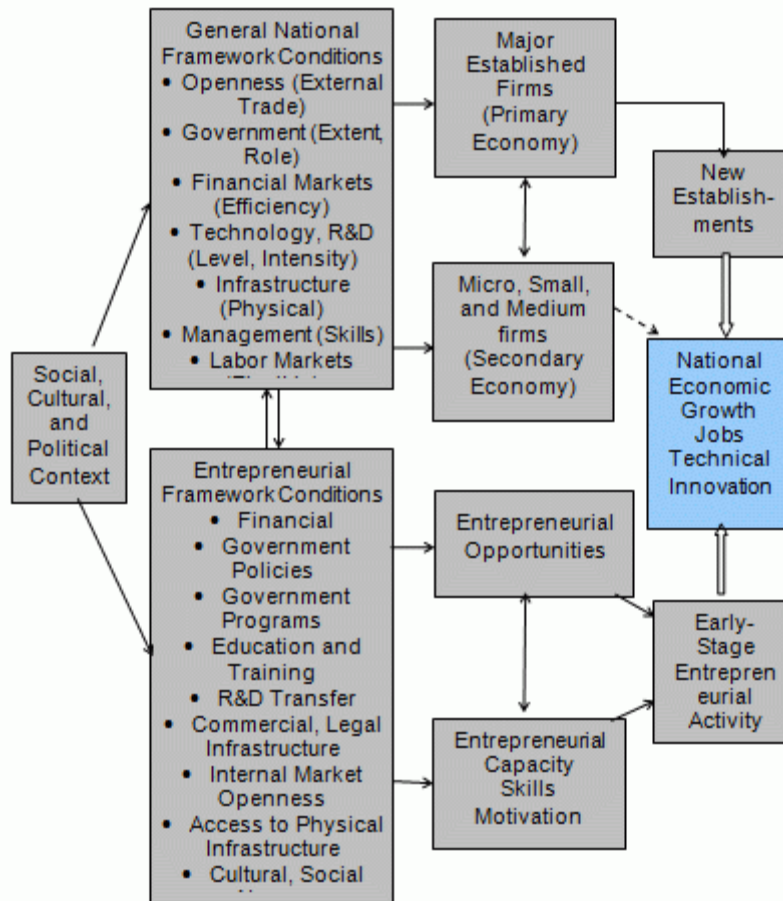 General National
Framework Conditions
• Openness (External
Trade)
• Government (Extent,
Role)
• Financial Markets
(Efficiency)
• Technology, R&D
(Level, Intensity)
• Infrastructure
(Physical)
• Management (Skills)
• Labor Markets
Major
Established
Firms
(Primary
Economy)
New
Establish-
ments
Micro, Small,
and Medium
firms
(Secondary
Economy)
National
Economic
Growth
Jobs
Technical
Innovation
Social,
Cultural,
and
Political
Context
Entrepreneurial
Framework Conditions
• Financial
• Government
Policies
• Government
Programs
• Education and
Training
• R&D Transfer
• Commercial, Legal
Infrastructure
• Internal Market
Openness
• Access to Physical
Infrastructure
• Cultural, Social
Entrepreneurial
Opportunities
Early-
Stage
Entrepren
eurial
Activity
Entrepreneurial
Capacity
Skills
Motivation